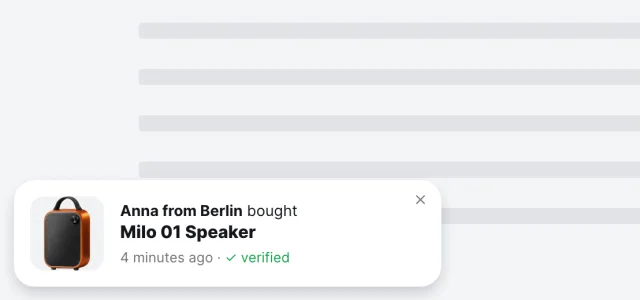 Anna from Berlin bought
Milo 01 Speaker
4 minutes ago · ✓ verified